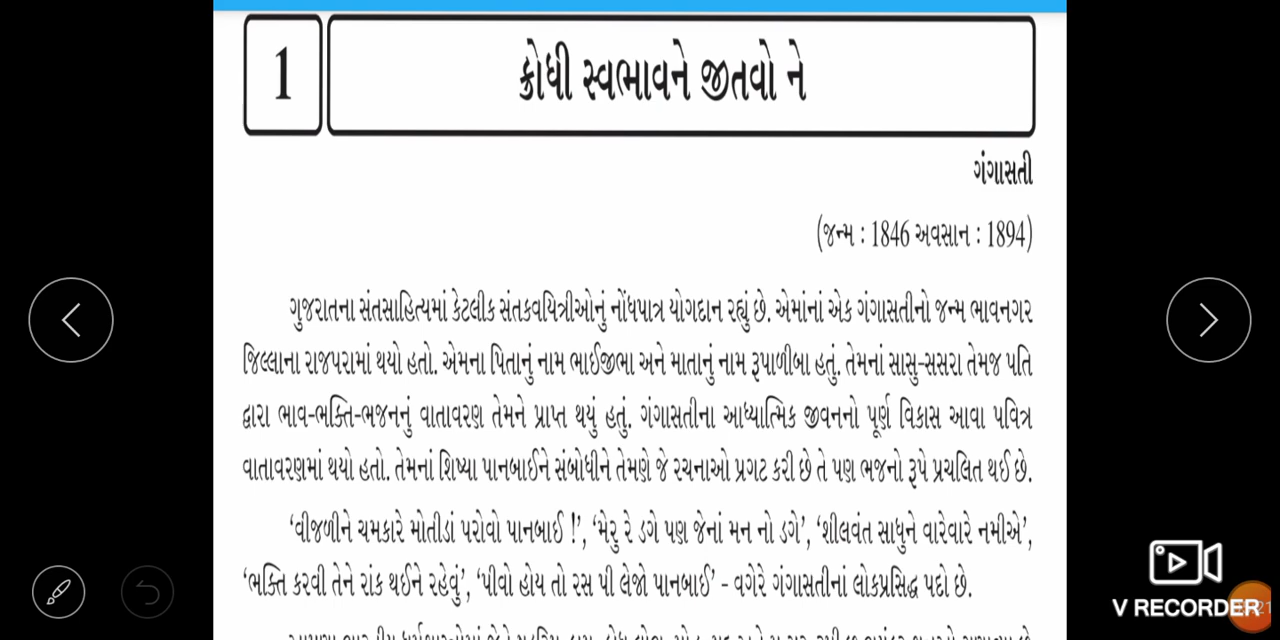 1
ક્રોધી સ્વભાવને જીતવો ને
ગંગાસતી
(જન્મ : 1846 અવસાન : 1894)
ગુજરાતના સંતસાહિત્યમાં કેટલીક સંતકવયિત્રીઓનું નોંધપાત્ર યોગદાન રહ્યું છે. એમાંનાં એક ગંગાસતીનો જન્મ ભાવનગર
જિલ્લાના રાજપરામાં થયો હતો. એમના પિતાનું નામ ભાઈજીભા અને માતાનું નામ રૂપાળીબા હતું. તેમનાં સાસુ-સસરા તેમજ પતિ
દ્વારા ભાવ-ભક્તિ-ભજનનું વાતાવરણ તેમને પ્રાપ્ત થયું હતું. ગંગાસતીના આધ્યાત્મિક જીવનનો પૂર્ણ વિકાસ આવા પવિત્ર
વાતાવરણમાં થયો હતો. તેમનાં શિષ્યા પાનબાઈને સંબોધીને તેમણે જે રચનાઓ પ્રગટ કરી છે તે પણ ભજનો રૂપે પ્રચલિત થઈ છે.
‘વીજળીને ચમકારે મોતીડાં પરોવો પાનબાઈ !’, ‘મેરુ રે ડગે પણ જેનાં મન નો ડગે’, ‘શીલવંત સાધુને વારેવારે નમીએ’,
‘ભક્તિ કરવી તેને રાંક થઈને રહેવું’, ‘પીવો હોય તો રસ પી લેજો પાનબાઈ’ - વગેરે ગંગાસતીનાં લોકપ્રસિદ્ધ પદો છે.
V RECORDER